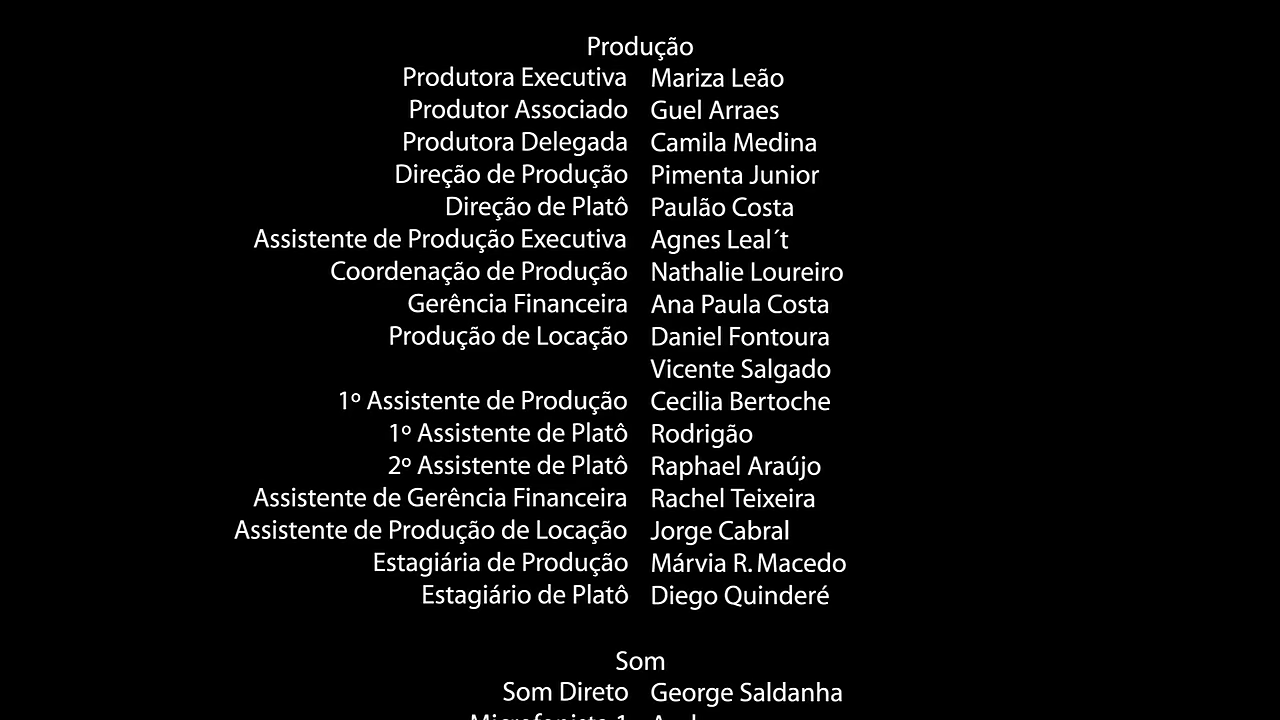 Produção
Produtora Executiva Mariza Leão
Produtor Associado Guel Arraes
Produtora Delegada Camila Medina
Direção de Produção Pimenta Junior
Direção de Platô Paulão Costa
Assistente de Produção Executiva Agnes Leal´t
Coordenação de Produção Nathalie Loureiro
Gerência Financeira Ana Paula Costa
Produção de Locação Daniel Fontoura
Vicente Salgado
1º Assistente de Produção Cecilia Bertoche
1º Assistente de Platô Rodrigão
2º Assistente de Platô Raphael Araújo
Assistente de Gerência Financeira Rachel Teixeira
Assistente de Produção de Locação Jorge Cabral
Estagiária de Produção Márvia R. Macedo
Estagiário de Platô Diego Quinderé
Som
Som Direto George Saldanha